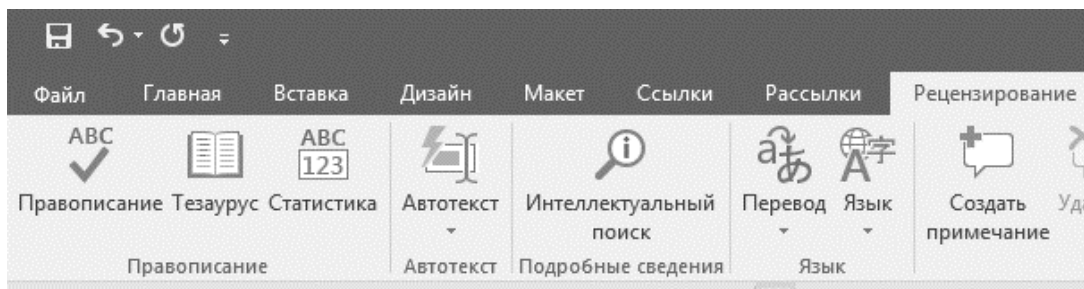 Файл Главная Вставка Дизайн Макет Ссылки Рассылки Рецензирование
ABC ABC
123
Правописание Тезаурус Статистика Автотекст Интеллектуальный Перевод Язык Создать
поиск примечание
Правописание Автотекст Подробные сведения Язык